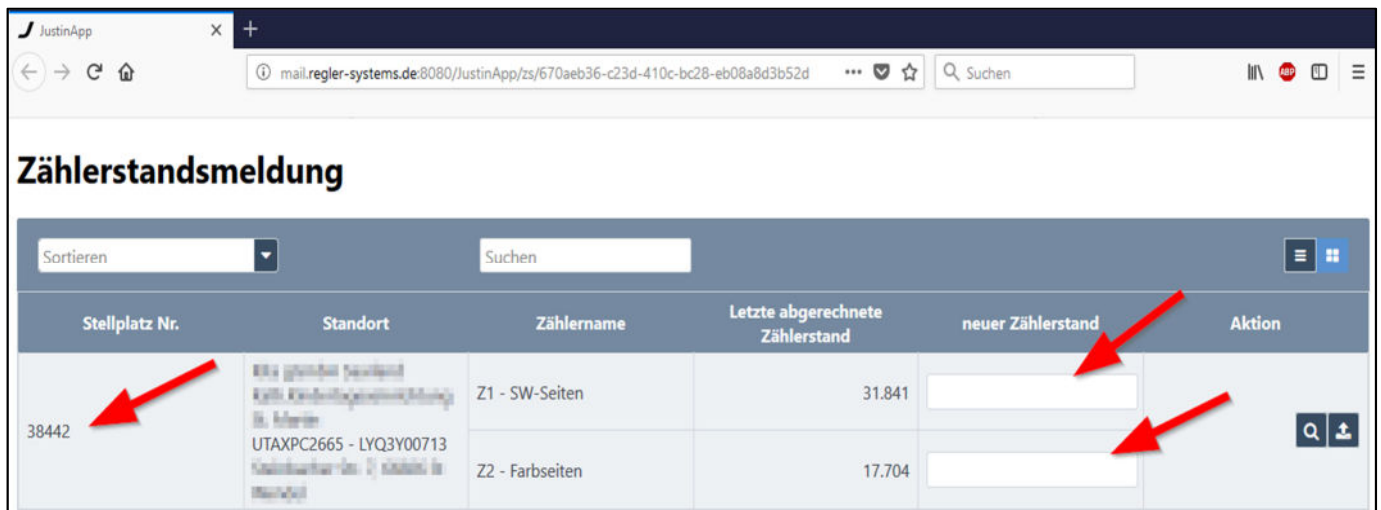 JustinApp
mail.regler-systems.de:8080/JustinApp/zs/670aeb36-c23d-410c-bc28-eb08a8d3b52d
Suchen
ABP
Zählerstandsmeldung
Sortieren
Suchen
Stellplatz Nr.
Standort
Zählername
Letzte abgerechnete
Zählerstand
neuer Zählerstand
Aktion
38442
UTAXPC2665 - LYQ3Y00713
Z1 - SW-Seiten
31.841
Z2 - Farbseiten
17.704